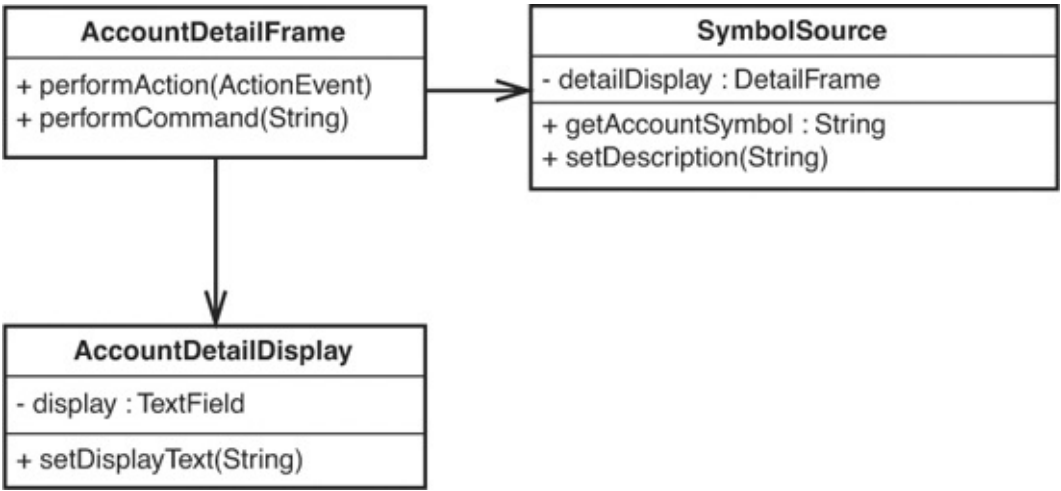 AccountDetailFrame
+ performAction(ActionEvent)
+ performCommand(String)
SymbolSource
- detailDisplay : DetailFrame
+ getAccountSymbol : String
+ setDescription(String)
AccountDetailDisplay
- display : TextField
+ setDisplayText(String)